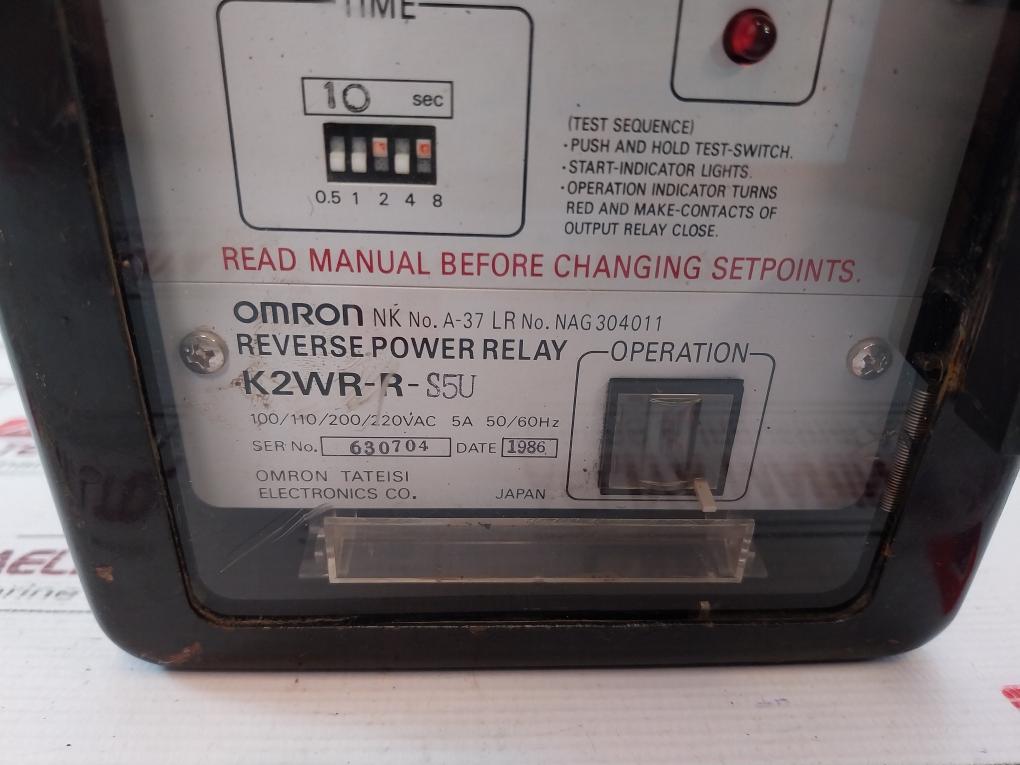 TIME
10 sec
0.5 1 2 4 8
(TEST SEQUENCE)
·PUSH AND HOLD TEST-SWITCH.
·START-INDICATOR LIGHTS.
·OPERATION INDICATOR TURNS
RED AND MAKE-CONTACTS OF
OUTPUT RELAY CLOSE.
READ MANUAL BEFORE CHANGING SETPOINTS.
OMRON NK No. A-37 LR No. NAG304011
REVERSE POWER RELAY
K2WR-R-S5U
100/110/200/220VAC 5A 50/60Hz
SER No. 630704 DATE 1986
OMRON TATEISI
ELECTRONICS CO. JAPAN
OPERATION